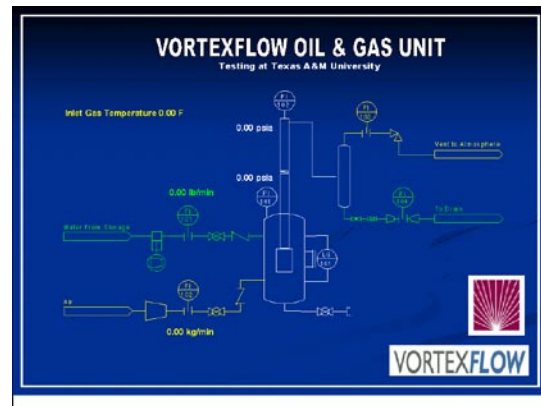 VORTEXFLOW OIL & GAS UNIT
Testing at Texas A&M University
Inlet Gas Temperature 0.00 F
0.00 psia
Vent to Atmosphere
0.00 psia
0.00 lb/min
Water From Storage
To Drain
Air
0.00 kg/min
VORTEXFLOW